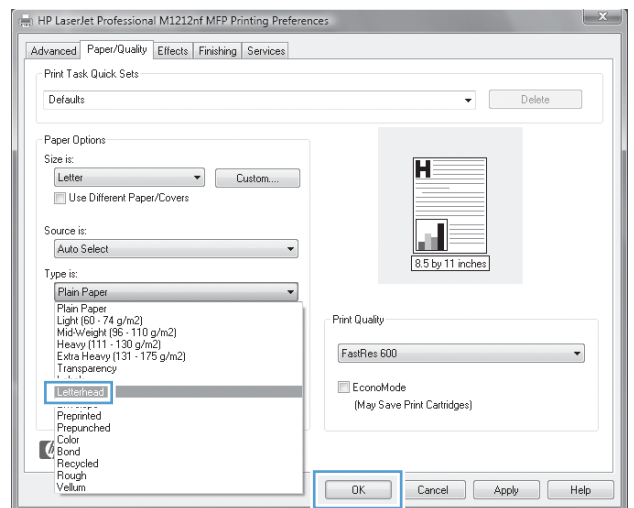 HP LaserJet Professional M1212nf MFP Printing Preferences
Advanced Paper/Quality Effects Finishing Services
Print Task Quick Sets
Defaults
Delete
Paper Options
Size is:
Letter
Custom....
Use Different Paper/Covers
Source is:
Auto Select
Type is:
Plain Paper
Plain Paper
Light (60 - 74 g/m2)
Mid-Weight (96 - 110 g/m2)
Heavy (111 - 130 g/m2)
Extra Heavy (131 - 175 g/m2)
Transparency
Letterhead
Preprinted
Prepunched
Color
Bond
Recycled
Rough
Vellum
H
8.5 by 11 inches
Print Quality
FastRes 600
EconoMode
(May Save Print Cartridges)
OK Cancel Apply Help